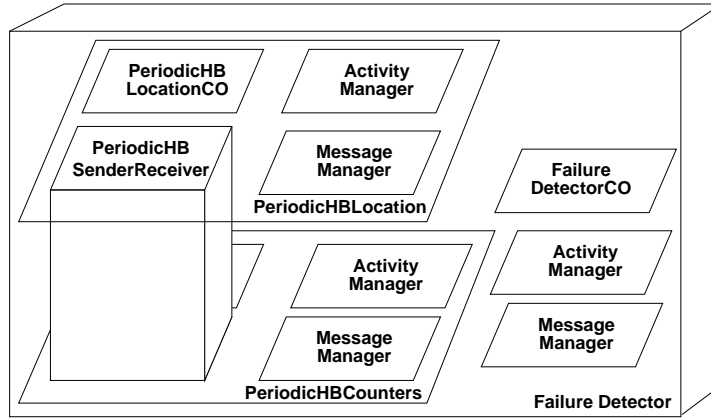 PeriodicHB
LocationCO
Activity
Manager
PeriodicHB
SenderReceiver
Message
Manager
PeriodicHBLocation
Failure
DetectorCO
Activity
Manager
Activity
Manager
Message
Manager
Message
Manager
PeriodicHBCounters
Failure Detector